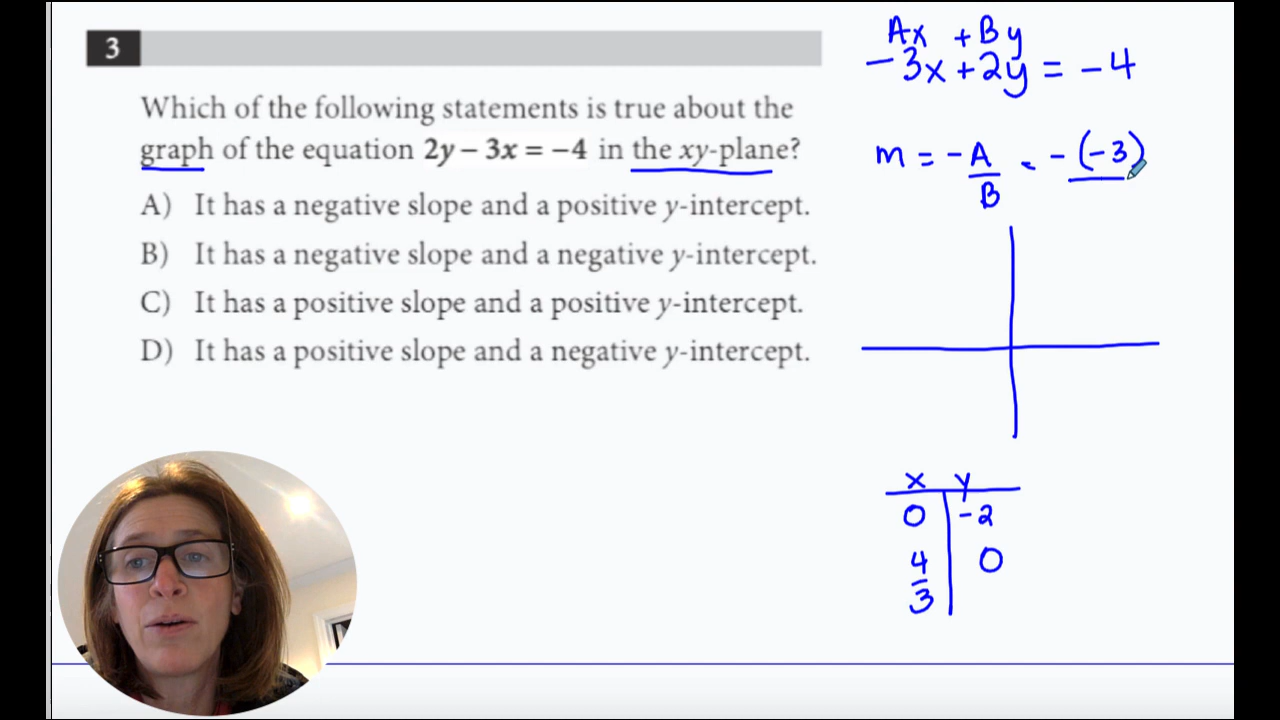 3
Which of the following statements is true about the
graph of the equation 2y – 3x = –4 in the xy-plane?
A) It has a negative slope and a positive y-intercept.
B) It has a negative slope and a negative y-intercept.
C) It has a positive slope and a positive y-intercept.
D) It has a positive slope and a negative y-intercept.
Ax + By
-3x + 2y = -4
m = -A/B = -(-3)
x y
0 -2
4/3 0